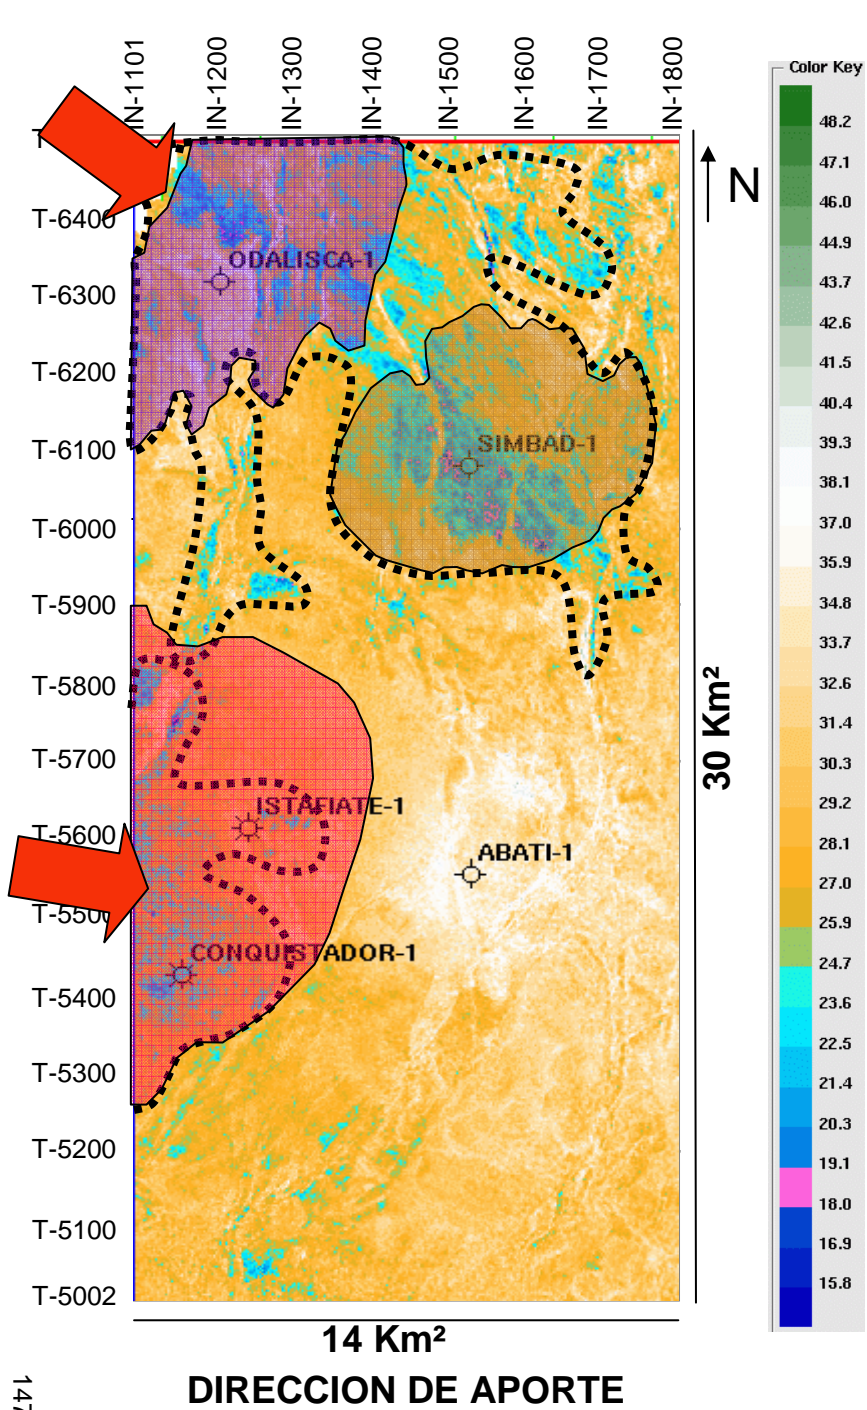 IN-1101
IN-1200
IN-1300
IN-1400
IN-1500
IN-1600
IN-1700
IN-1800
Color Key
N
T-6400
T-6300
T-6200
T-6100
T-6000
T-5900
T-5800
T-5700
T-5600
T-5500
T-5400
T-5300
T-5200
T-5100
T-5002
ODALISCA-1
SIMBAD-1
ISTAFIATE-1
ABATI-1
CONQUISTADOR-1
48.2
47.1
46.0
44.9
43.7
42.6
41.5
40.4
39.3
38.1
37.0
35.9
34.8
33.7
32.6
31.4
30.3
29.2
28.1
27.0
25.9
24.7
23.6
22.5
21.4
20.3
19.1
18.0
16.9
15.8
30 Km²
14 Km²
DIRECCION DE APORTE
147